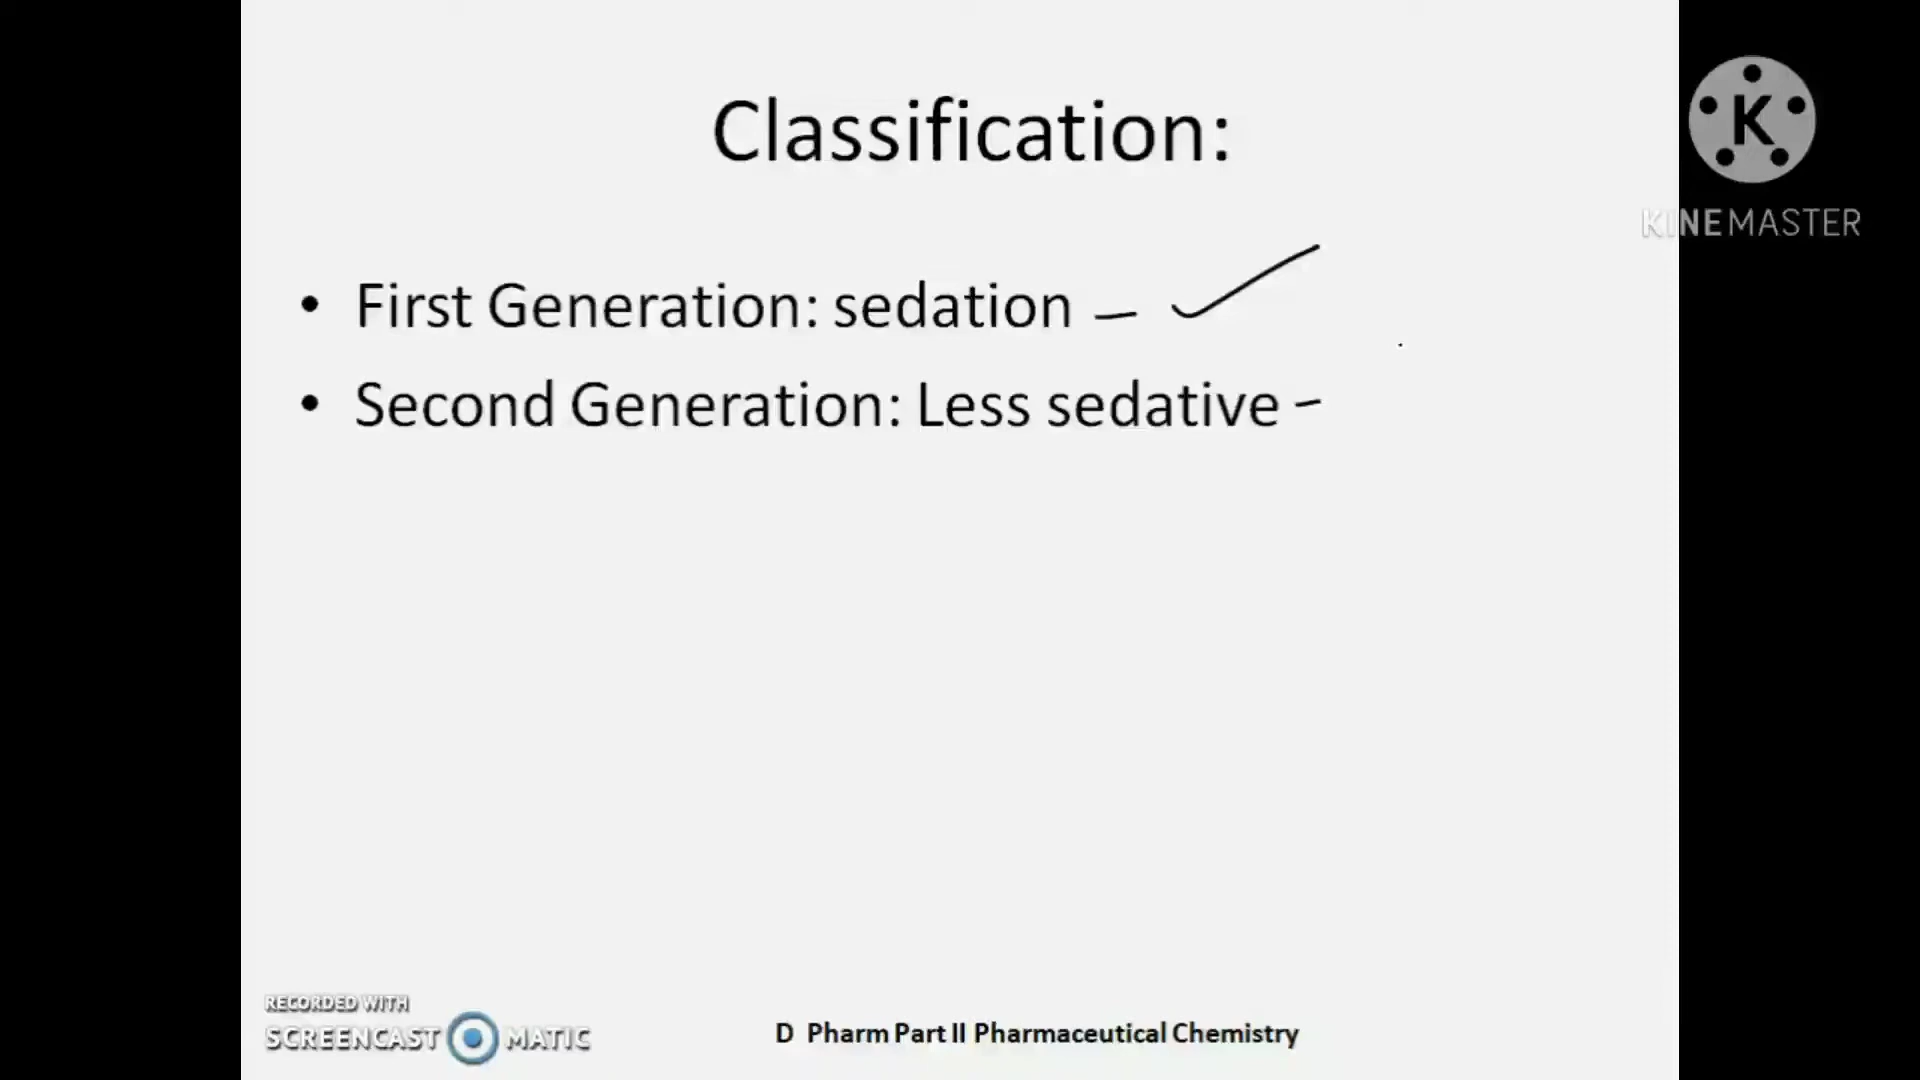 Classification:
K
KINEMASTER
• First Generation: sedation
• Second Generation: Less sedative
RECORDED WITH
SCREENCAST MATIC
D Pharm Part II Pharmaceutical Chemistry